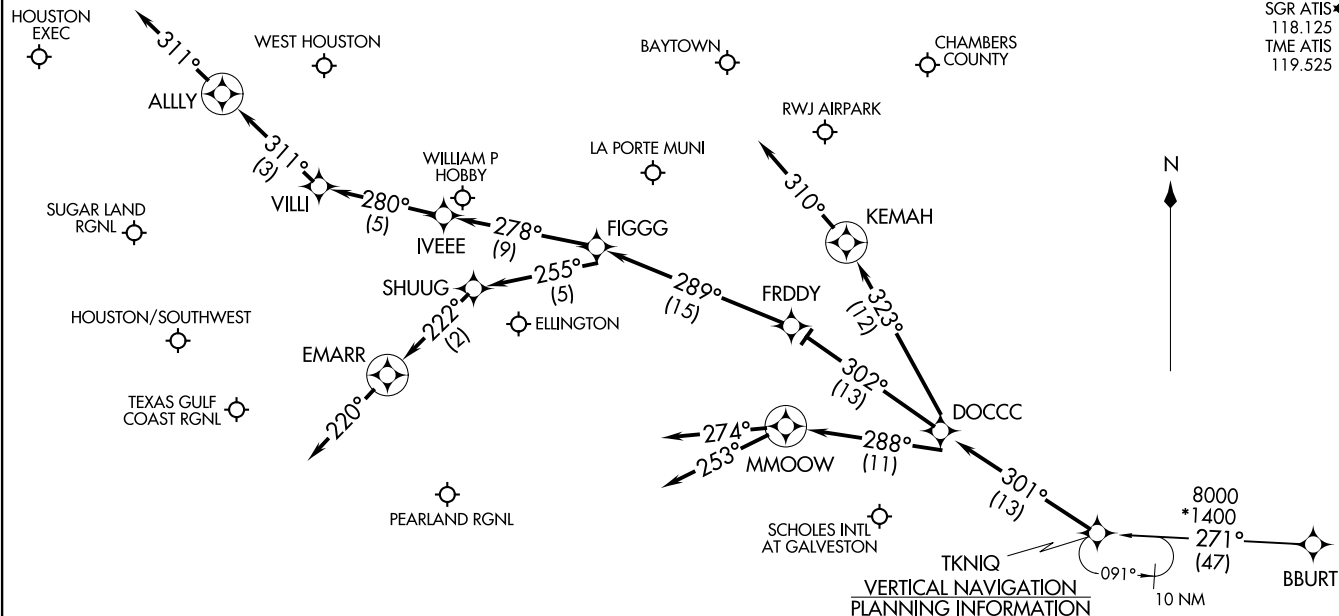 HOUSTON
EXEC
311°
WEST HOUSTON
BAYTOWN
CHAMBERS
COUNTY
SGR ATIS
118.125
TME ATIS
119.525
ALLLY
RWJ AIRPARK
311°
(3)
WILLIAM P
HOBBY
LA PORTE MUNI
N
310°
VILLI
280°
(5)
KEMAH
SUGAR LAND
RGNL
IVEEE
278°
(9)
FIGGG
SHUUG
255°
(5)
289°
(15)
FRDDY
323°
(12)
HOUSTON/SOUTHWEST
222°
(2)
ELLINGTON
EMARR
302°
(13)
TEXAS GULF
COAST RGNL
220°
DOCCC
274°
253°
MMOOW
288°
(11)
301°
(13)
PEARLAND RGNL
SCHOLES INTL
AT GALVESTON
8000
*1400
271°
(47)
TKNIQ
091°
10 NM
BBURT
VERTICAL NAVIGATION
PLANNING INFORMATION